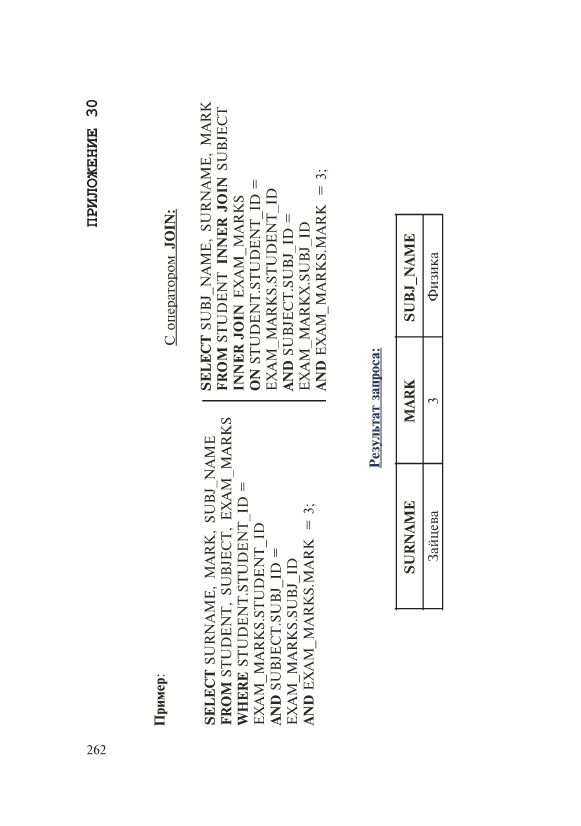 ПРИЛОЖЕНИЕ 30
Пример:
SELECT SURNAME, MARK, SUBJ_NAME
FROM STUDENT, SUBJECT, EXAM_MARKS
WHERE STUDENT.STUDENT_ID =
EXAM_MARKS.STUDENT_ID
AND SUBJECT.SUBJ_ID =
EXAM_MARKS.SUBJ_ID
AND EXAM_MARKS.MARK = 3;
С оператором JOIN:
SELECT SUBJ_NAME, SURNAME, MARK
FROM STUDENT INNER JOIN SUBJECT
INNER JOIN EXAM_MARKS
ON STUDENT.STUDENT_ID =
EXAM_MARKS.STUDENT_ID
AND SUBJECT.SUBJ_ID =
EXAM_MARKX.SUBJ_ID
AND EXAM_MARKS.MARK = 3;
Результат запроса:
SURNAME MARK SUBJ_NAME
Зайцева 3 Физика
262